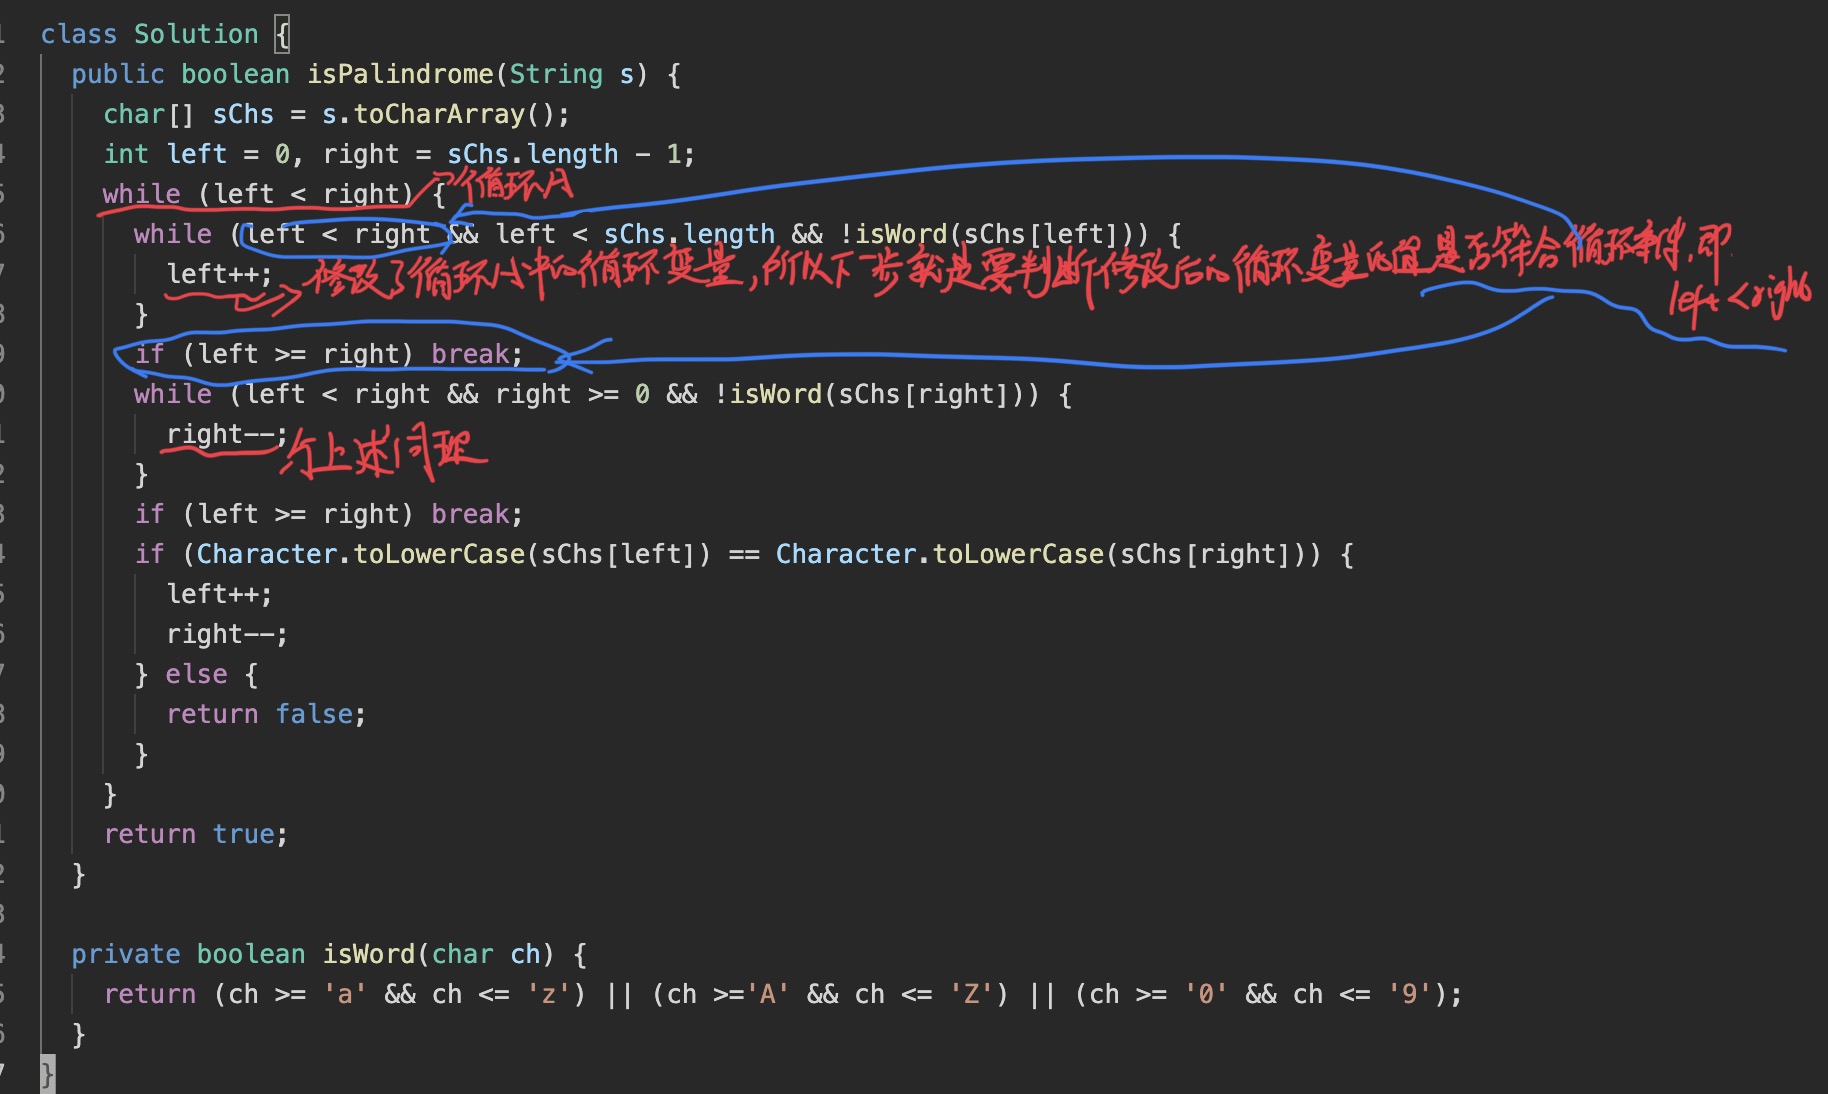 class Solution {
public boolean isPalindrome(String s) {
char[] sChs = s.toCharArray();
int left = 0, right = sChs.length - 1;
while (left < right) { 循环A
while (left < right && left < sChs.length && !isWord(sChs[left])) {
left++; 修改了循环A中的循环变量,所以下一步就是要判断修改后的循环变量的值是否符合循环条件,即
left < right
}
if (left >= right) break;
while (left < right && right >= 0 && !isWord(sChs[right])) {
right--; 与上述同理
}
if (left >= right) break;
if (Character.toLowerCase(sChs[left]) == Character.toLowerCase(sChs[right])) {
left++;
right--;
} else {
return false;
}
}
return true;
}
private boolean isWord(char ch) {
return (ch >= 'a' && ch <= 'z') || (ch >='A' && ch <= 'Z') || (ch >= '0' && ch <= '9');
}
}